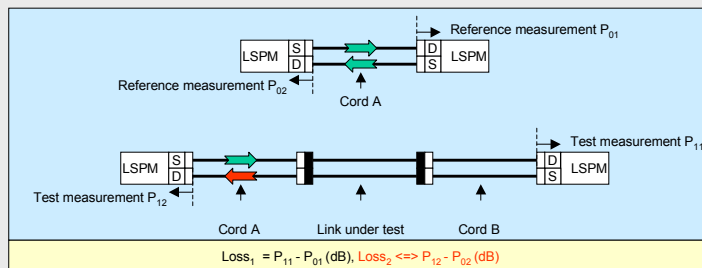 Reference measurement P01
S
D
LSPM
D
S
LSPM
Reference measurement P02
Cord A
Test measurement P11
LSPM
S
D
D
S
LSPM
Test measurement P12
Cord A
Link under test
Cord B
Loss1 = P11 - P01 (dB), Loss2 <=> P12 - P02 (dB)